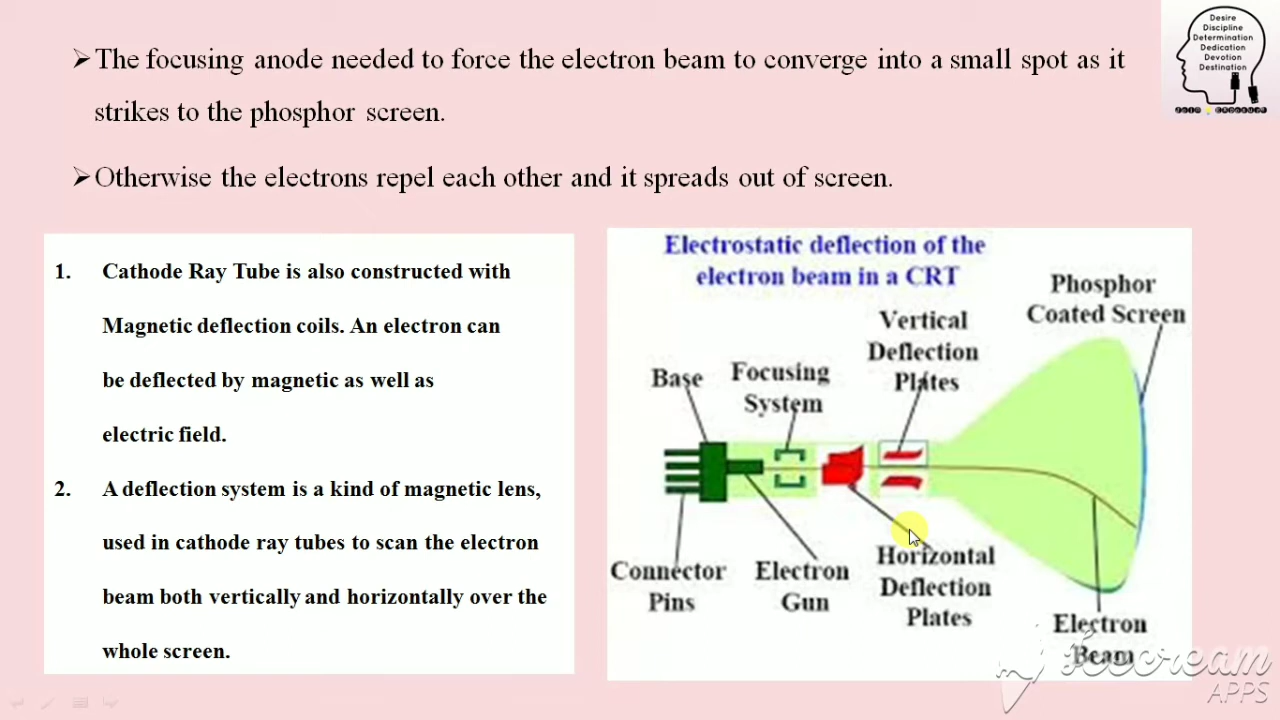 Desire
Discipline
Determination
Dedication
Devotion
Destination
➢The focusing anode needed to force the electron beam to converge into a small spot as it
strikes to the phosphor screen.
➢Otherwise the electrons repel each other and it spreads out of screen.
1. Cathode Ray Tube is also constructed with
Magnetic deflection coils. An electron can
be deflected by magnetic as well as
electric field.
2. A deflection system is a kind of magnetic lens,
used in cathode ray tubes to scan the electron
beam both vertically and horizontally over the
whole screen.
Electrostatic deflection of the
electron beam in a CRT
Phosphor
Coated Screen
Vertical
Deflection
Plates
Base
Focusing
System
Connector
Pins
Electron
Gun
Horizontal
Deflection
Plates
Electron
Beam
Icecream
APPS